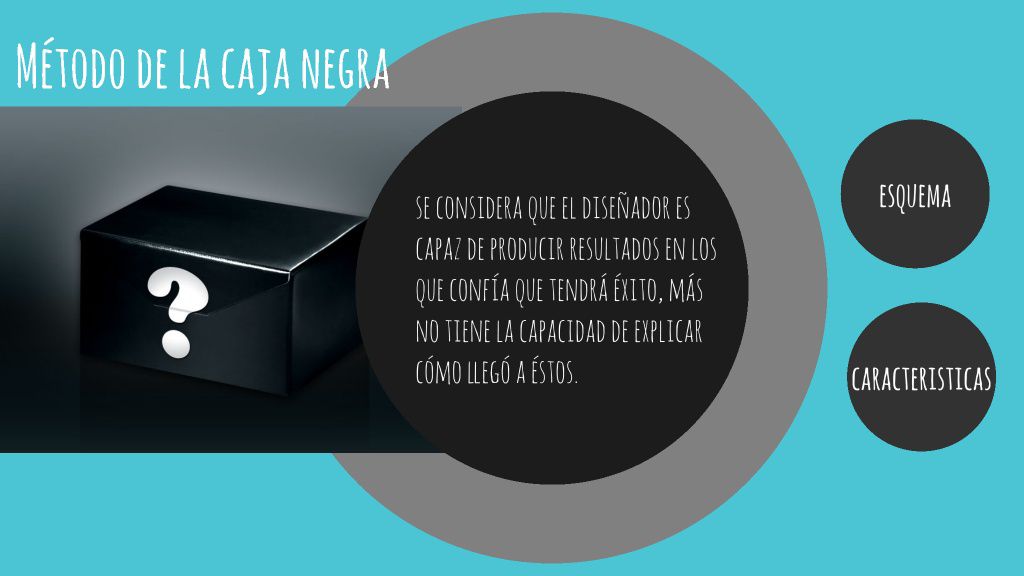 Método de la caja negra
?
se considera que el diseñador es
capaz de producir resultados en los
que confía que tendrá éxito, más
no tiene la capacidad de explicar
cómo llegó a éstos.
esquema
caracteristicas